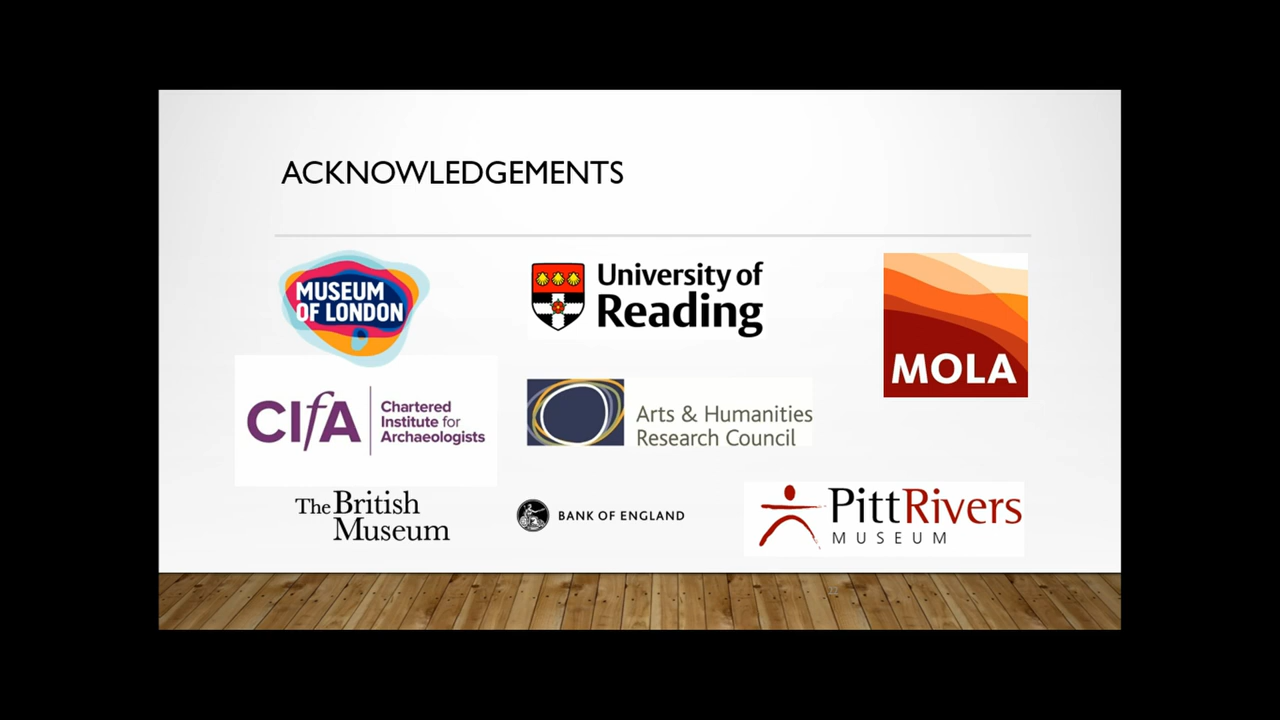 ACKNOWLEDGEMENTS
MUSEUM
OF LONDON
University of
Reading
MOLA
CIfA
Chartered
Institute for
Archaeologists
Arts & Humanities
Research Council
The British
Museum
BANK OF ENGLAND
PittRivers
MUSEUM